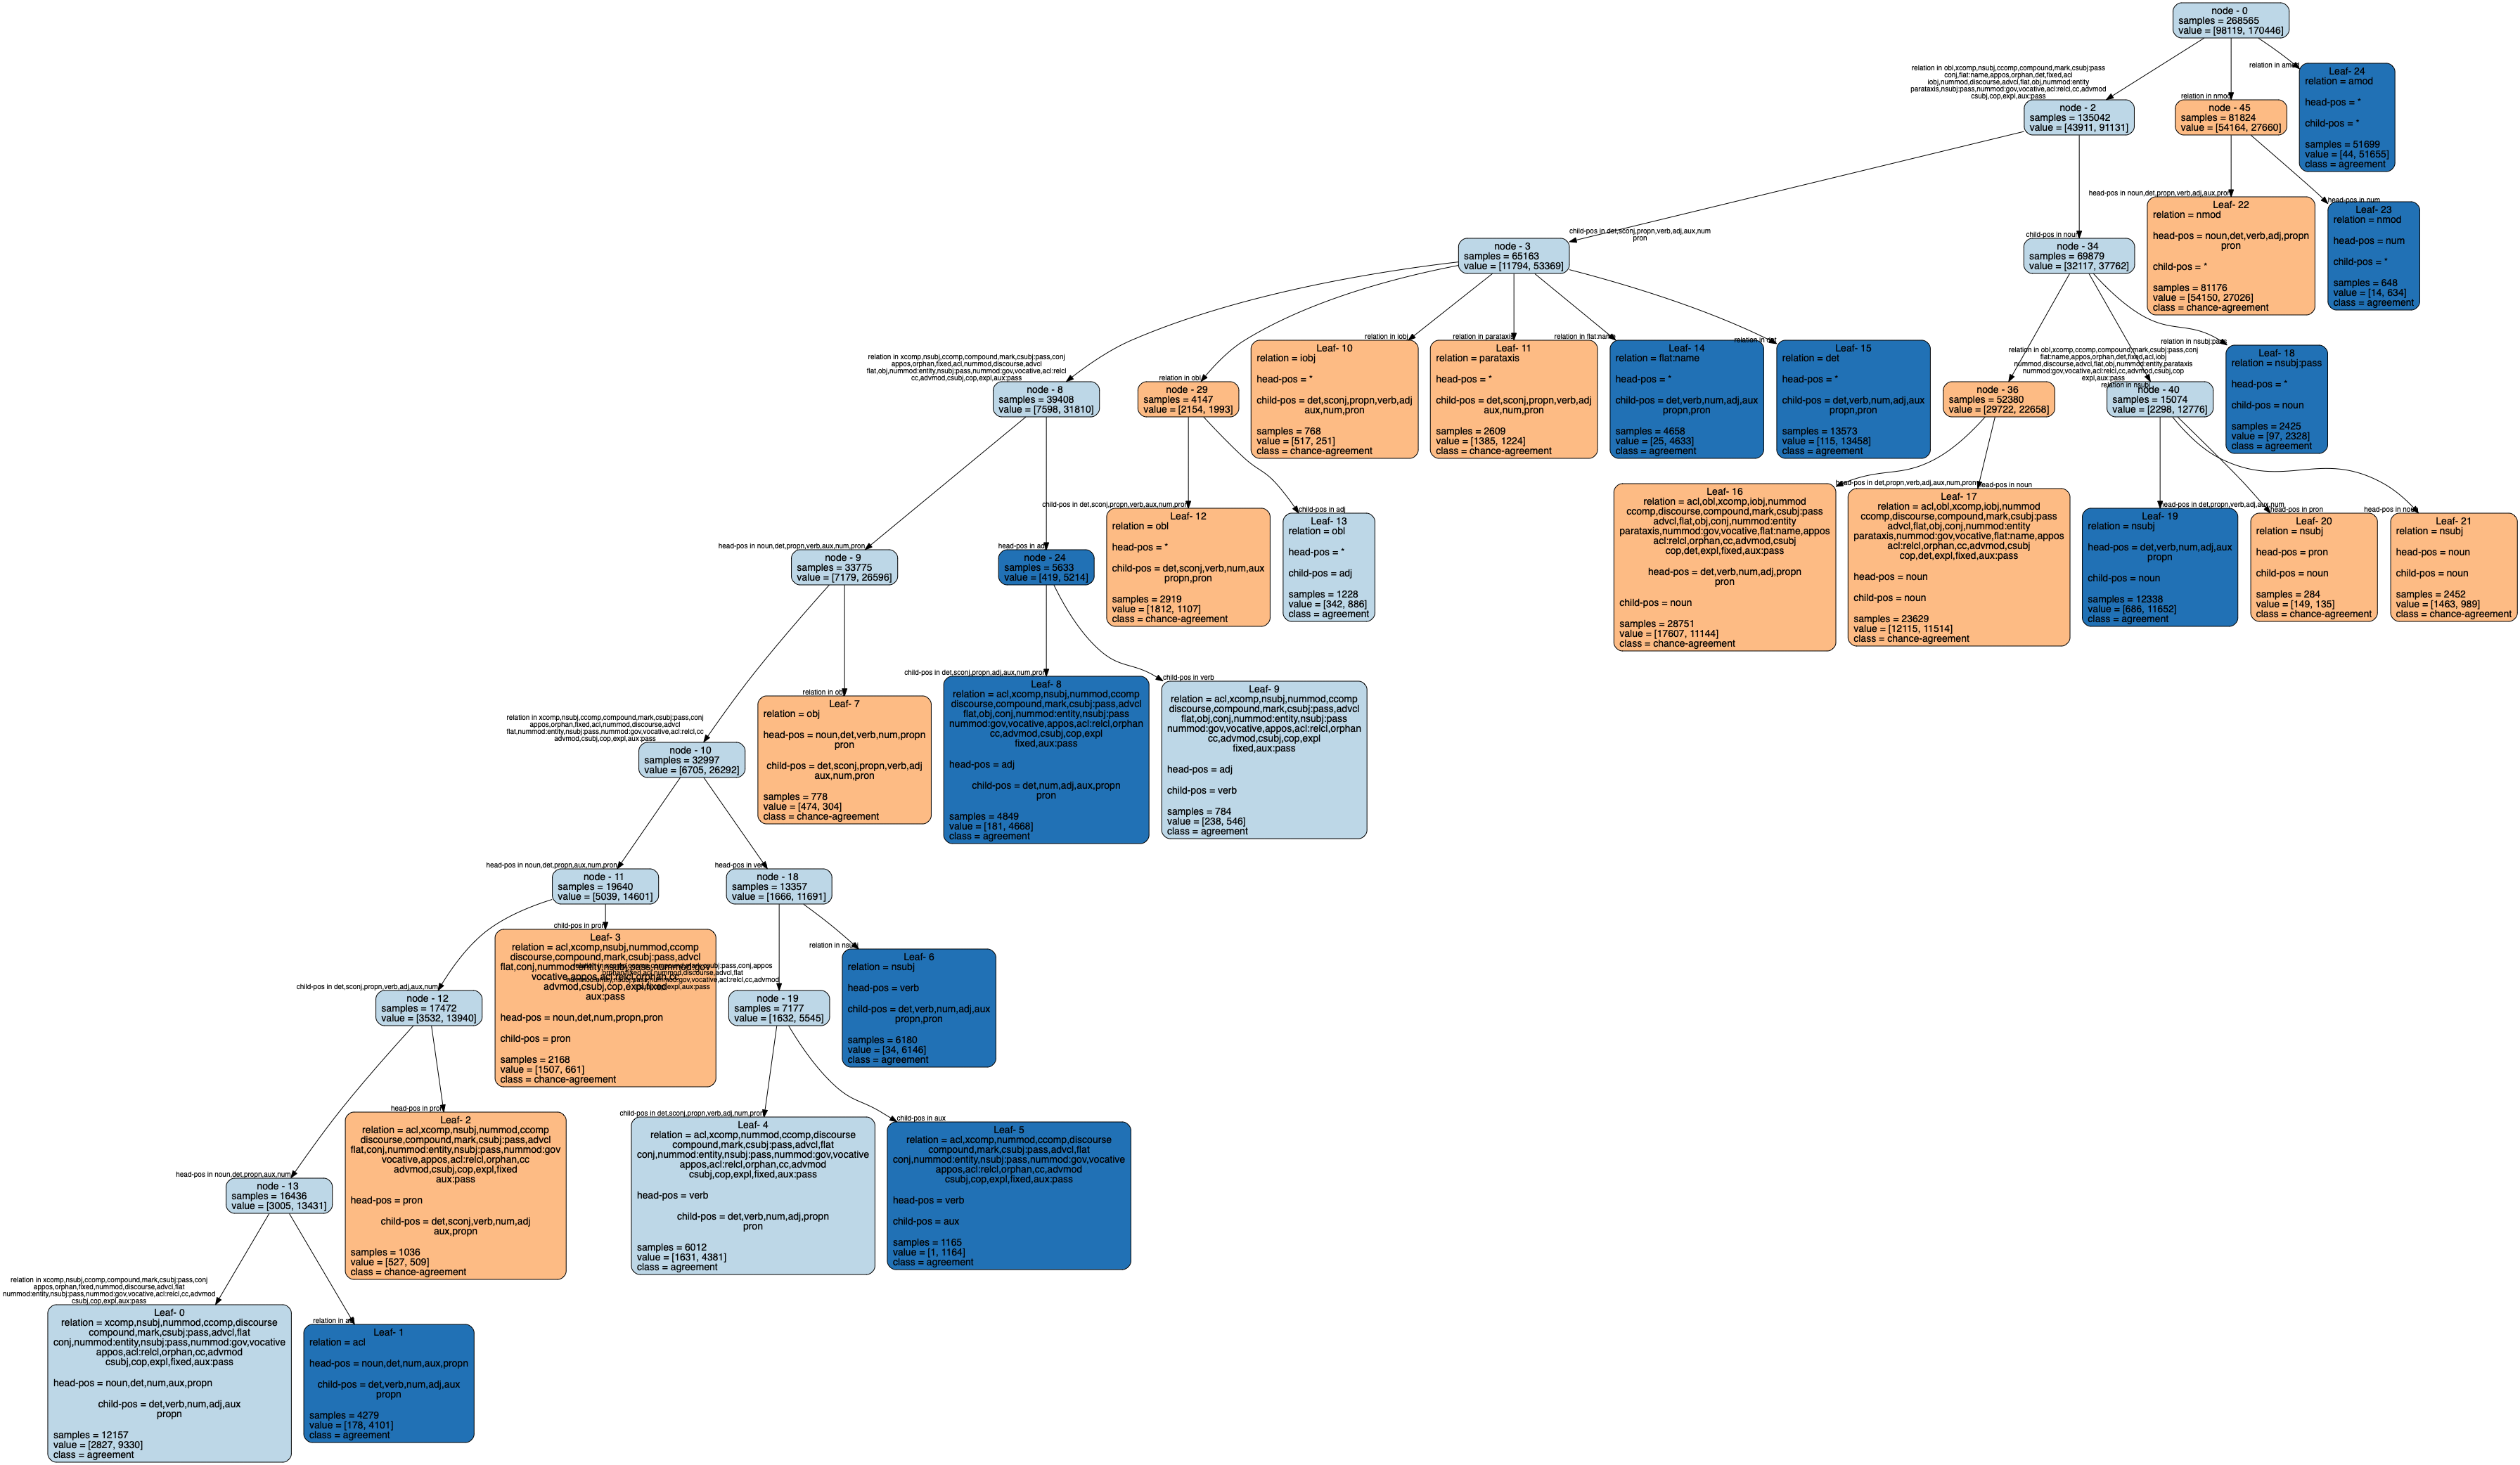 node - 0
samples = 268565
value = [98119, 170446]
relation in obl,xcomp,nsubj,ccomp,compound,mark,csubj:pass
conj,flat:name,appos,orphan,det,fixed,acl
iobj,nummod,discourse,advcl,flat,obj,nummod:entity
parataxis,nsubj:pass,nummod:gov,vocative,acl:relcl,cc,advmod
csubj,cop,expl,aux:pass
relation in nmod
relation in amod
node - 2
samples = 135042
value = [43911, 91131]
node - 45
samples = 81824
value = [54164, 27660]
Leaf- 24
relation = amod
head-pos = *
child-pos = *
samples = 51699
value = [44, 51655]
class = agreement
child-pos in det,sconj,propn,verb,adj,aux,num
pron
child-pos in noun
head-pos in noun,det,propn,verb,adj,aux,pron
head-pos in num
node - 3
samples = 65163
value = [11794, 53369]
node - 34
samples = 69879
value = [32117, 37762]
Leaf- 22
relation = nmod
head-pos = noun,det,verb,adj,propn
pron
child-pos = *
samples = 81176
value = [54150, 27026]
class = chance-agreement
Leaf- 23
relation = nmod
head-pos = num
child-pos = *
samples = 648
value = [14, 634]
class = agreement
relation in xcomp,nsubj,ccomp,compound,mark,csubj:pass,conj
appos,orphan,fixed,acl,nummod,discourse,advcl
flat,obj,nummod:entity,nsubj:pass,nummod:gov,vocative,acl:relcl
cc,advmod,csubj,cop,expl,aux:pass
relation in obl
relation in iobj
relation in parataxis
relation in flat:name
relation in det
relation in obl,xcomp,ccomp,compound,mark,csubj:pass,conj
flat:name,appos,orphan,det,fixed,acl,iobj
nummod,discourse,advcl,flat,obj,nummod:entity,parataxis
nummod:gov,vocative,acl:relcl,cc,advmod,csubj,cop
expl,aux:pass
relation in nsubj
relation in nsubj:pass
node - 8
samples = 39408
value = [7598, 31810]
node - 29
samples = 4147
value = [2154, 1993]
Leaf- 10
relation = iobj
head-pos = *
child-pos = det,sconj,propn,verb,adj
aux,num,pron
samples = 768
value = [517, 251]
class = chance-agreement
Leaf- 11
relation = parataxis
head-pos = *
child-pos = det,sconj,propn,verb,adj
aux,num,pron
samples = 2609
value = [1385, 1224]
class = chance-agreement
Leaf- 14
relation = flat:name
head-pos = *
child-pos = det,verb,num,adj,aux
propn,pron
samples = 4658
value = [25, 4633]
class = agreement
Leaf- 15
relation = det
head-pos = *
child-pos = det,verb,num,adj,aux
propn,pron
samples = 13573
value = [115, 13458]
class = agreement
node - 36
samples = 52380
value = [29722, 22658]
node - 40
samples = 15074
value = [2298, 12776]
Leaf- 18
relation = nsubj:pass
head-pos = *
child-pos = noun
samples = 2425
value = [97, 2328]
class = agreement
head-pos in noun,det,propn,verb,aux,num,pron
head-pos in adj
child-pos in det,sconj,propn,verb,aux,num,pron
child-pos in adj
head-pos in det,propn,verb,adj,aux,num,pron
head-pos in noun
head-pos in det,propn,verb,adj,aux,num
head-pos in pron
head-pos in noun
node - 9
samples = 33775
value = [7179, 26596]
node - 24
samples = 5633
value = [419, 5214]
Leaf- 12
relation = obl
head-pos = *
child-pos = det,sconj,verb,num,aux
propn,pron
samples = 2919
value = [1812, 1107]
class = chance-agreement
Leaf- 13
relation = obl
head-pos = *
child-pos = adj
samples = 1228
value = [342, 886]
class = agreement
Leaf- 16
relation = acl,obl,xcomp,iobj,nummod
ccomp,discourse,compound,mark,csubj:pass
advcl,flat,obj,conj,nummod:entity
parataxis,nummod:gov,vocative,flat:name,appos
acl:relcl,orphan,cc,advmod,csubj
cop,det,expl,fixed,aux:pass
head-pos = det,verb,num,adj,propn
pron
child-pos = noun
samples = 28751
value = [17607, 11144]
class = chance-agreement
Leaf- 17
relation = acl,obl,xcomp,iobj,nummod
ccomp,discourse,compound,mark,csubj:pass
advcl,flat,obj,conj,nummod:entity
parataxis,nummod:gov,vocative,flat:name,appos
acl:relcl,orphan,cc,advmod,csubj
cop,det,expl,fixed,aux:pass
head-pos = noun
child-pos = noun
samples = 23629
value = [12115, 11514]
class = chance-agreement
Leaf- 19
relation = nsubj
head-pos = det,verb,num,adj,aux
propn
child-pos = noun
samples = 12338
value = [686, 11652]
class = agreement
Leaf- 20
relation = nsubj
head-pos = pron
child-pos = noun
samples = 284
value = [149, 135]
class = chance-agreement
Leaf- 21
relation = nsubj
head-pos = noun
child-pos = noun
samples = 2452
value = [1463, 989]
class = chance-agreement
relation in xcomp,nsubj,ccomp,compound,mark,csubj:pass,conj
appos,orphan,fixed,acl,nummod,discourse,advcl
flat,nummod:entity,nsubj:pass,nummod:gov,vocative,acl:relcl,cc
advmod,csubj,cop,expl,aux:pass
relation in obj
child-pos in det,sconj,propn,adj,aux,num,pron
child-pos in verb
node - 10
samples = 32997
value = [6705, 26292]
Leaf- 7
relation = obj
head-pos = noun,det,verb,num,propn
pron
child-pos = det,sconj,propn,verb,adj
aux,num,pron
samples = 778
value = [474, 304]
class = chance-agreement
Leaf- 8
relation = acl,xcomp,nsubj,nummod,ccomp
discourse,compound,mark,csubj:pass,advcl
flat,obj,conj,nummod:entity,nsubj:pass
nummod:gov,vocative,appos,acl:relcl,orphan
cc,advmod,csubj,cop,expl
fixed,aux:pass
head-pos = adj
child-pos = det,num,adj,aux,propn
pron
samples = 4849
value = [181, 4668]
class = agreement
Leaf- 9
relation = acl,xcomp,nsubj,nummod,ccomp
discourse,compound,mark,csubj:pass,advcl
flat,obj,conj,nummod:entity,nsubj:pass
nummod:gov,vocative,appos,acl:relcl,orphan
cc,advmod,csubj,cop,expl
fixed,aux:pass
head-pos = adj
child-pos = verb
samples = 784
value = [238, 546]
class = agreement
head-pos in noun,det,propn,aux,num,pron
head-pos in verb
node - 11
samples = 19640
value = [5039, 14601]
node - 18
samples = 13357
value = [1666, 11691]
child-pos in det,sconj,propn,verb,adj,aux,num
child-pos in pron
relation in nsubj
node - 12
samples = 17472
value = [3532, 13940]
Leaf- 3
relation = acl,xcomp,nsubj,nummod,ccomp
discourse,compound,mark,csubj:pass,advcl
flat,conj,nummod:entity,nsubj:pass,nummod:gov
vocative,appos,acl:relcl,orphan,cc
advmod,csubj,cop,expl,fixed
aux:pass
head-pos = noun,det,num,propn,pron
child-pos = pron
samples = 2168
value = [1507, 661]
class = chance-agreement
node - 19
samples = 7177
value = [1632, 5545]
Leaf- 6
relation = nsubj
head-pos = verb
child-pos = det,verb,num,adj,aux
propn,pron
samples = 6180
value = [34, 6146]
class = agreement
head-pos in noun,det,propn,aux,num
head-pos in pron
child-pos in det,sconj,propn,verb,adj,num,pron
child-pos in aux
node - 13
samples = 16436
value = [3005, 13431]
Leaf- 2
relation = acl,xcomp,nsubj,nummod,ccomp
discourse,compound,mark,csubj:pass,advcl
flat,conj,nummod:entity,nsubj:pass,nummod:gov
vocative,appos,acl:relcl,orphan,cc
advmod,csubj,cop,expl,fixed
aux:pass
head-pos = pron
child-pos = det,sconj,verb,num,adj
aux,propn
samples = 1036
value = [527, 509]
class = chance-agreement
Leaf- 4
relation = acl,xcomp,nummod,ccomp,discourse
compound,mark,csubj:pass,advcl,flat
conj,nummod:entity,nsubj:pass,nummod:gov,vocative
appos,acl:relcl,orphan,cc,advmod
csubj,cop,expl,fixed,aux:pass
head-pos = verb
child-pos = det,verb,num,adj,propn
pron
samples = 6012
value = [1631, 4381]
class = agreement
Leaf- 5
relation = acl,xcomp,nummod,ccomp,discourse
compound,mark,csubj:pass,advcl,flat
conj,nummod:entity,nsubj:pass,nummod:gov,vocative
appos,acl:relcl,orphan,cc,advmod
csubj,cop,expl,fixed,aux:pass
head-pos = verb
child-pos = aux
samples = 1165
value = [1, 1164]
class = agreement
relation in xcomp,nsubj,ccomp,compound,mark,csubj:pass,conj
appos,orphan,fixed,nummod,discourse,advcl,flat
nummod:entity,nsubj:pass,nummod:gov,vocative,acl:relcl,cc,advmod
csubj,cop,expl,aux:pass
relation in acl
Leaf- 0
relation = xcomp,nsubj,nummod,ccomp,discourse
compound,mark,csubj:pass,advcl,flat
conj,nummod:entity,nsubj:pass,nummod:gov,vocative
appos,acl:relcl,orphan,cc,advmod
csubj,cop,expl,fixed,aux:pass
head-pos = noun,det,num,aux,propn
child-pos = det,verb,num,adj,aux
propn
samples = 12157
value = [2827, 9330]
class = agreement
Leaf- 1
relation = acl
head-pos = noun,det,num,aux,propn
child-pos = det,verb,num,adj,aux
propn
samples = 4279
value = [178, 4101]
class = agreement